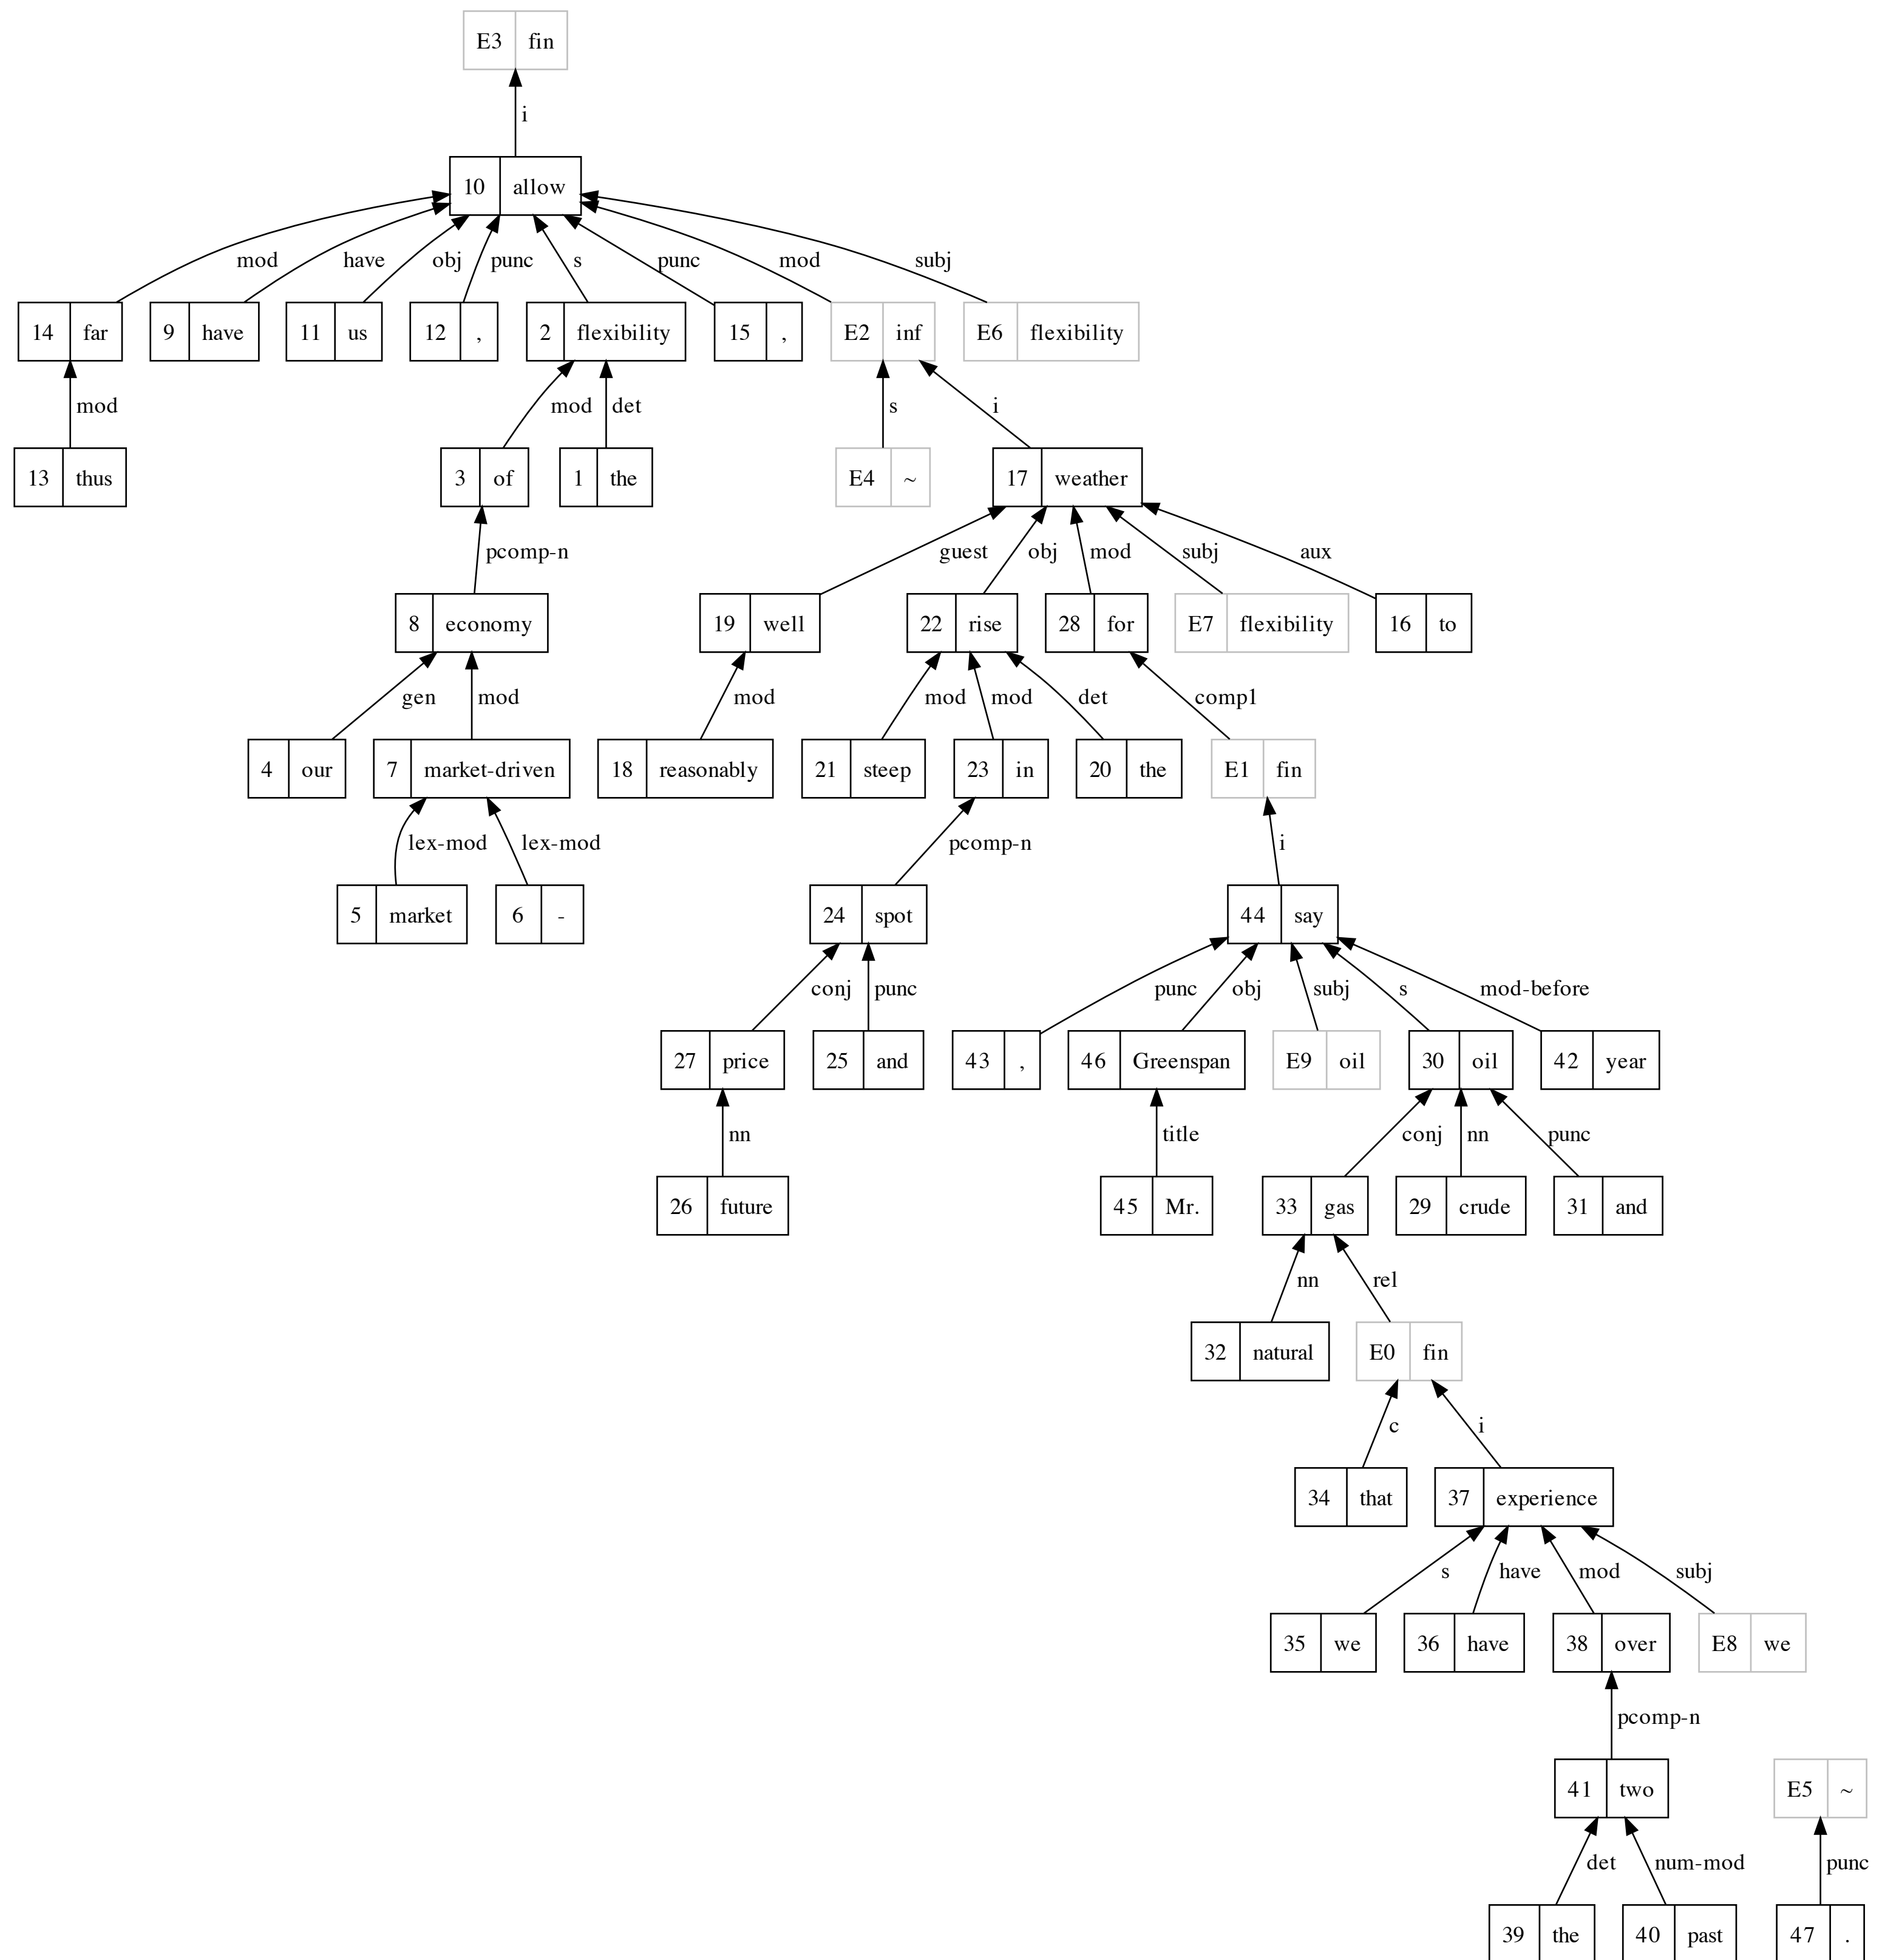 E3 fin
i
10 allow
mod have obj punc s punc mod subj
14 far 9 have 11 us 12 , 2 flexibility 15 , E2 inf E6 flexibility
mod mod det s i
13 thus 3 of 1 the E4 ~ 17 weather
pcomp-n guest obj mod subj aux
8 economy 19 well 22 rise 28 for E7 flexibility 16 to
gen mod mod mod mod det comp1
4 our 7 market-driven 18 reasonably 21 steep 23 in 20 the E1 fin
lex-mod lex-mod pcomp-n i
5 market 6 - 24 spot 44 say
conj punc punc obj subj s mod-before
27 price 25 and 43 , 46 Greenspan E9 oil 30 oil 42 year
nn title conj nn punc
26 future 45 Mr. 33 gas 29 crude 31 and
nn rel
32 natural E0 fin
c i
34 that 37 experience
s have mod subj
35 we 36 have 38 over E8 we
pcomp-n
41 two E5 ~
det num-mod punc
39 the 40 past 47 .